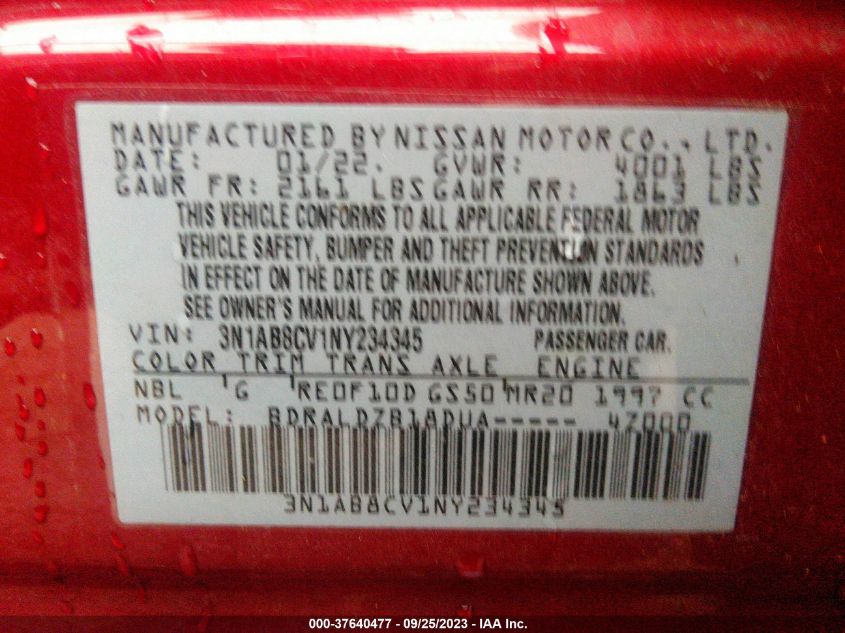 MANUFACTURED BY NISSAN MOTOR CO., LTD.
DATE: 01/22. GVWR: 4001 LBS
GAWR FR: 2161 LBS GAWR RR: 1863 LBS
THIS VEHICLE CONFORMS TO ALL APPLICABLE FEDERAL MOTOR
VEHICLE SAFETY, BUMPER AND THEFT PREVENTION STANDARDS
IN EFFECT ON THE DATE OF MANUFACTURE SHOWN ABOVE.
SEE OWNER'S MANUAL FOR ADDITIONAL INFORMATION.
VIN: 3N1AB8CV1NY234345 PASSENGER CAR.
COLOR TRIM TRANS AXLE ENGINE
NBL G RE0F10D GS50 MR20 1997 CC
MODEL: BDRALDZB18DUA----- 4Z000
3N1AB8CV1NY234345
000-37640477 - 09/25/2023 - IAA Inc.